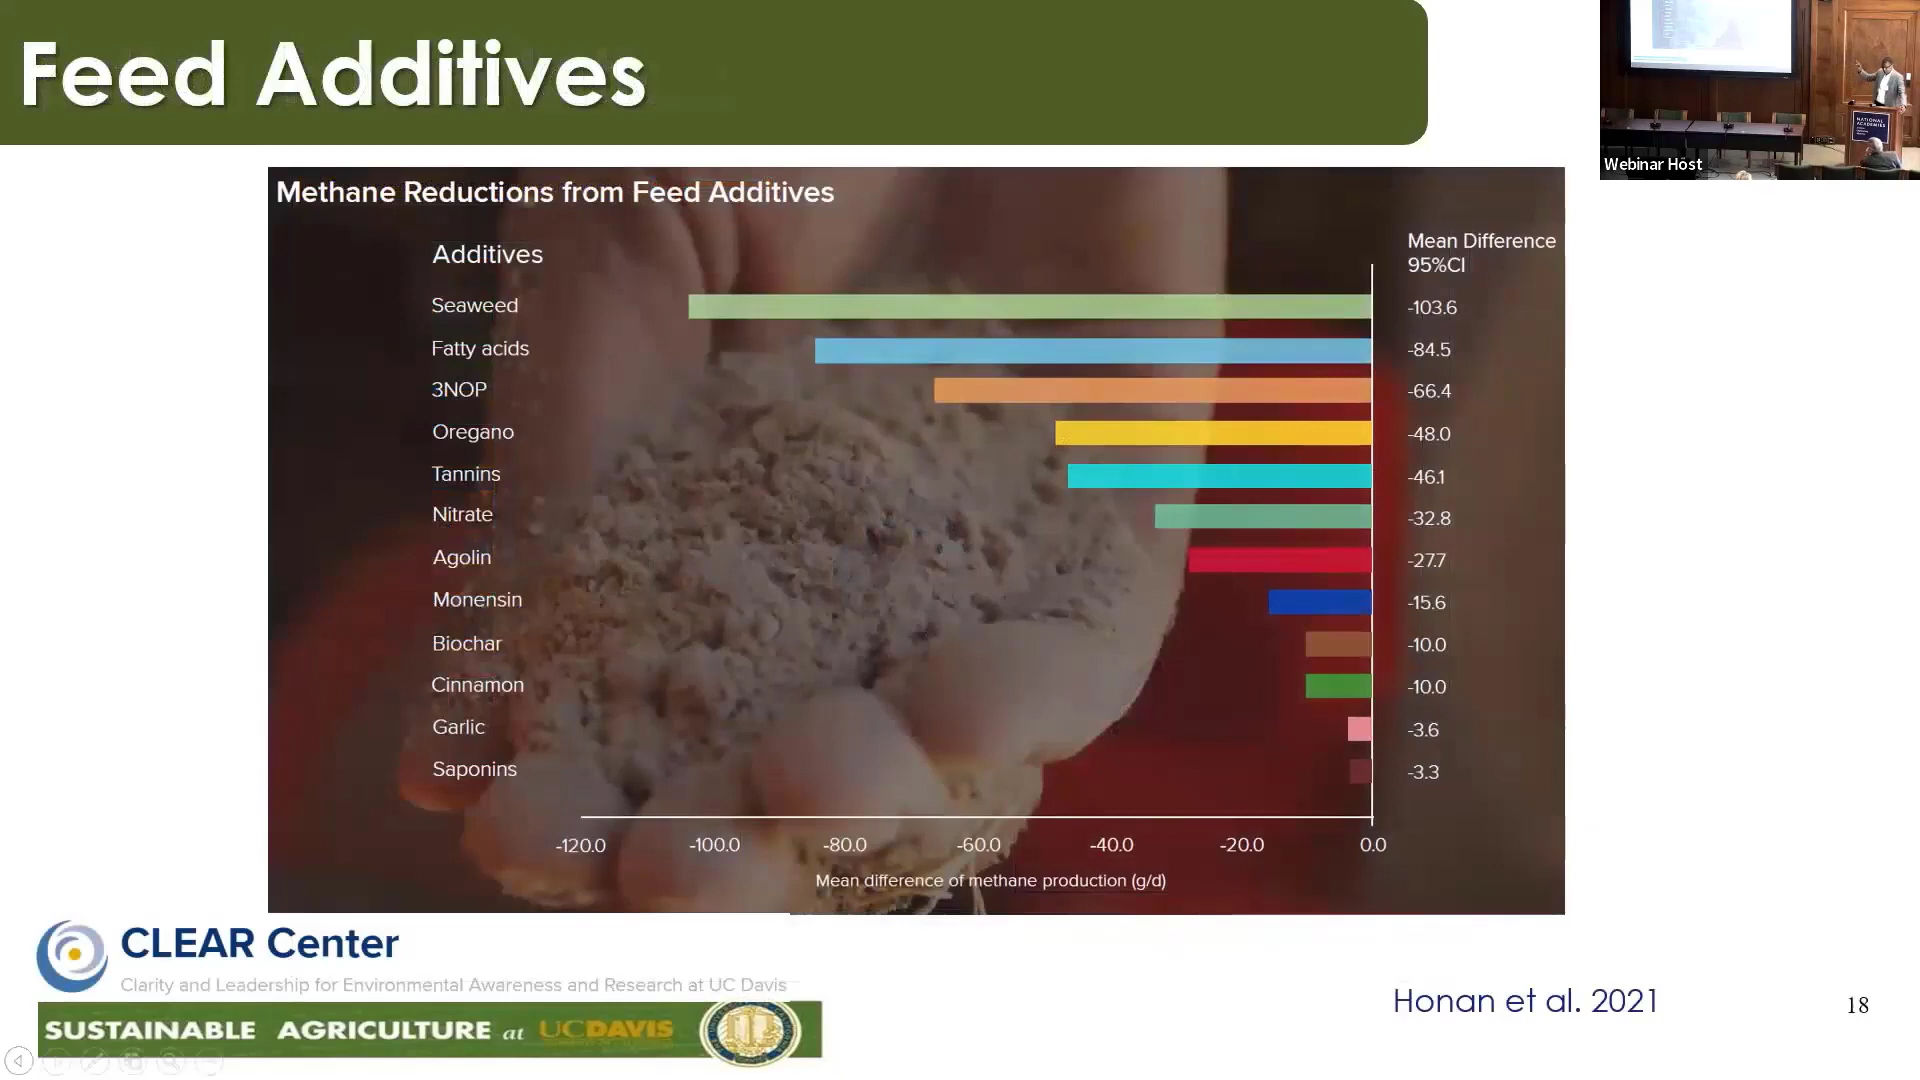 Feed Additives
Webinar Host
NATIONAL
ACADEMIES
Methane Reductions from Feed Additives
Additives
Mean Difference
95%CI
Seaweed -103.6
Fatty acids -84.5
3NOP -66.4
Oregano -48.0
Tannins -46.1
Nitrate -32.8
Agolin -27.7
Monensin -15.6
Biochar -10.0
Cinnamon -10.0
Garlic -3.6
Saponins -3.3
-120.0 -100.0 -80.0 -60.0 -40.0 -20.0 0.0
Mean difference of methane production (g/d)
CLEAR Center
Clarity and Leadership for Environmental Awareness and Research at UC Davis
SUSTAINABLE AGRICULTURE at UCDAVIS
Honan et al. 2021
18